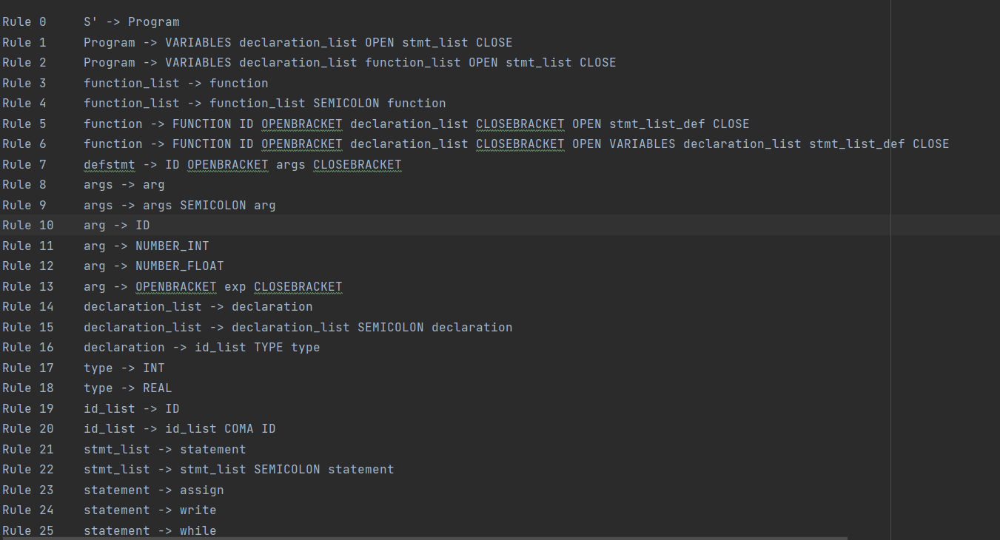 Rule 0 S' -> Program
Rule 1 Program -> VARIABLES declaration_list OPEN stmt_list CLOSE
Rule 2 Program -> VARIABLES declaration_list function_list OPEN stmt_list CLOSE
Rule 3 function_list -> function
Rule 4 function_list -> function_list SEMICOLON function
Rule 5 function -> FUNCTION ID OPENBRACKET declaration_list CLOSEBRACKET OPEN stmt_list_def CLOSE
Rule 6 function -> FUNCTION ID OPENBRACKET declaration_list CLOSEBRACKET OPEN VARIABLES declaration_list stmt_list_def CLOSE
Rule 7 defstmt -> ID OPENBRACKET args CLOSEBRACKET
Rule 8 args -> arg
Rule 9 args -> args SEMICOLON arg
Rule 10 arg -> ID
Rule 11 arg -> NUMBER_INT
Rule 12 arg -> NUMBER_FLOAT
Rule 13 arg -> OPENBRACKET exp CLOSEBRACKET
Rule 14 declaration_list -> declaration
Rule 15 declaration_list -> declaration_list SEMICOLON declaration
Rule 16 declaration -> id_list TYPE type
Rule 17 type -> INT
Rule 18 type -> REAL
Rule 19 id_list -> ID
Rule 20 id_list -> id_list COMA ID
Rule 21 stmt_list -> statement
Rule 22 stmt_list -> stmt_list SEMICOLON statement
Rule 23 statement -> assign
Rule 24 statement -> write
Rule 25 statement -> while